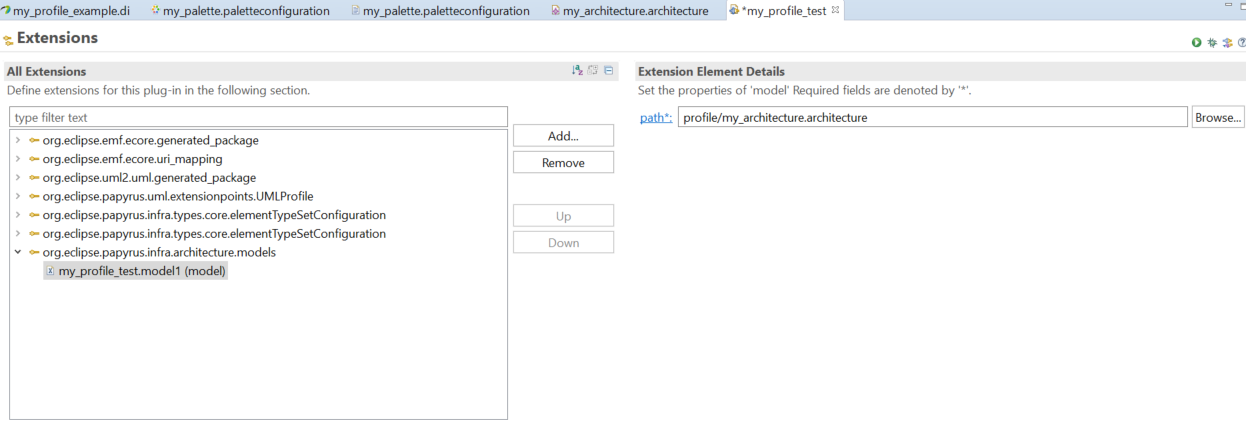 my_profile_example.di my_palette.paletteconfiguration my_palette.paletteconfiguration my_architecture.architecture *my_profile_test
Extensions
All Extensions
Define extensions for this plug-in in the following section.
type filter text
org.eclipse.emf.ecore.generated_package
org.eclipse.emf.ecore.uri_mapping
org.eclipse.uml2.uml.generated_package
org.eclipse.papyrus.uml.extensionpoints.UMLProfile
org.eclipse.papyrus.infra.types.core.elementTypeSetConfiguration
org.eclipse.papyrus.infra.types.core.elementTypeSetConfiguration
org.eclipse.papyrus.infra.architecture.models
my_profile_test.model1 (model)
Add...
Remove
Up
Down
Extension Element Details
Set the properties of 'model' Required fields are denoted by '*'.
path*: profile/my_architecture.architecture Browse...